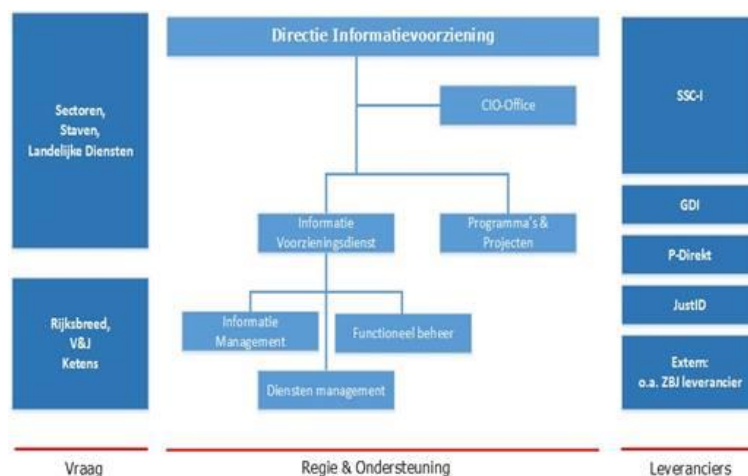 Sectoren,
Staven,
Landelijke Diensten
Rijksbreed,
V&J
Ketens
Vraag
Directie Informatievoorziening
CIO-Office
Informatie
Voorzieningsdienst
Programma's &
Projecten
Informatie
Management
Functioneel beheer
Diensten management
Regie & Ondersteuning
SSC-I
GDI
P-Direkt
JustID
Extern:
o.a. ZBJ leverancier
Leveranciers